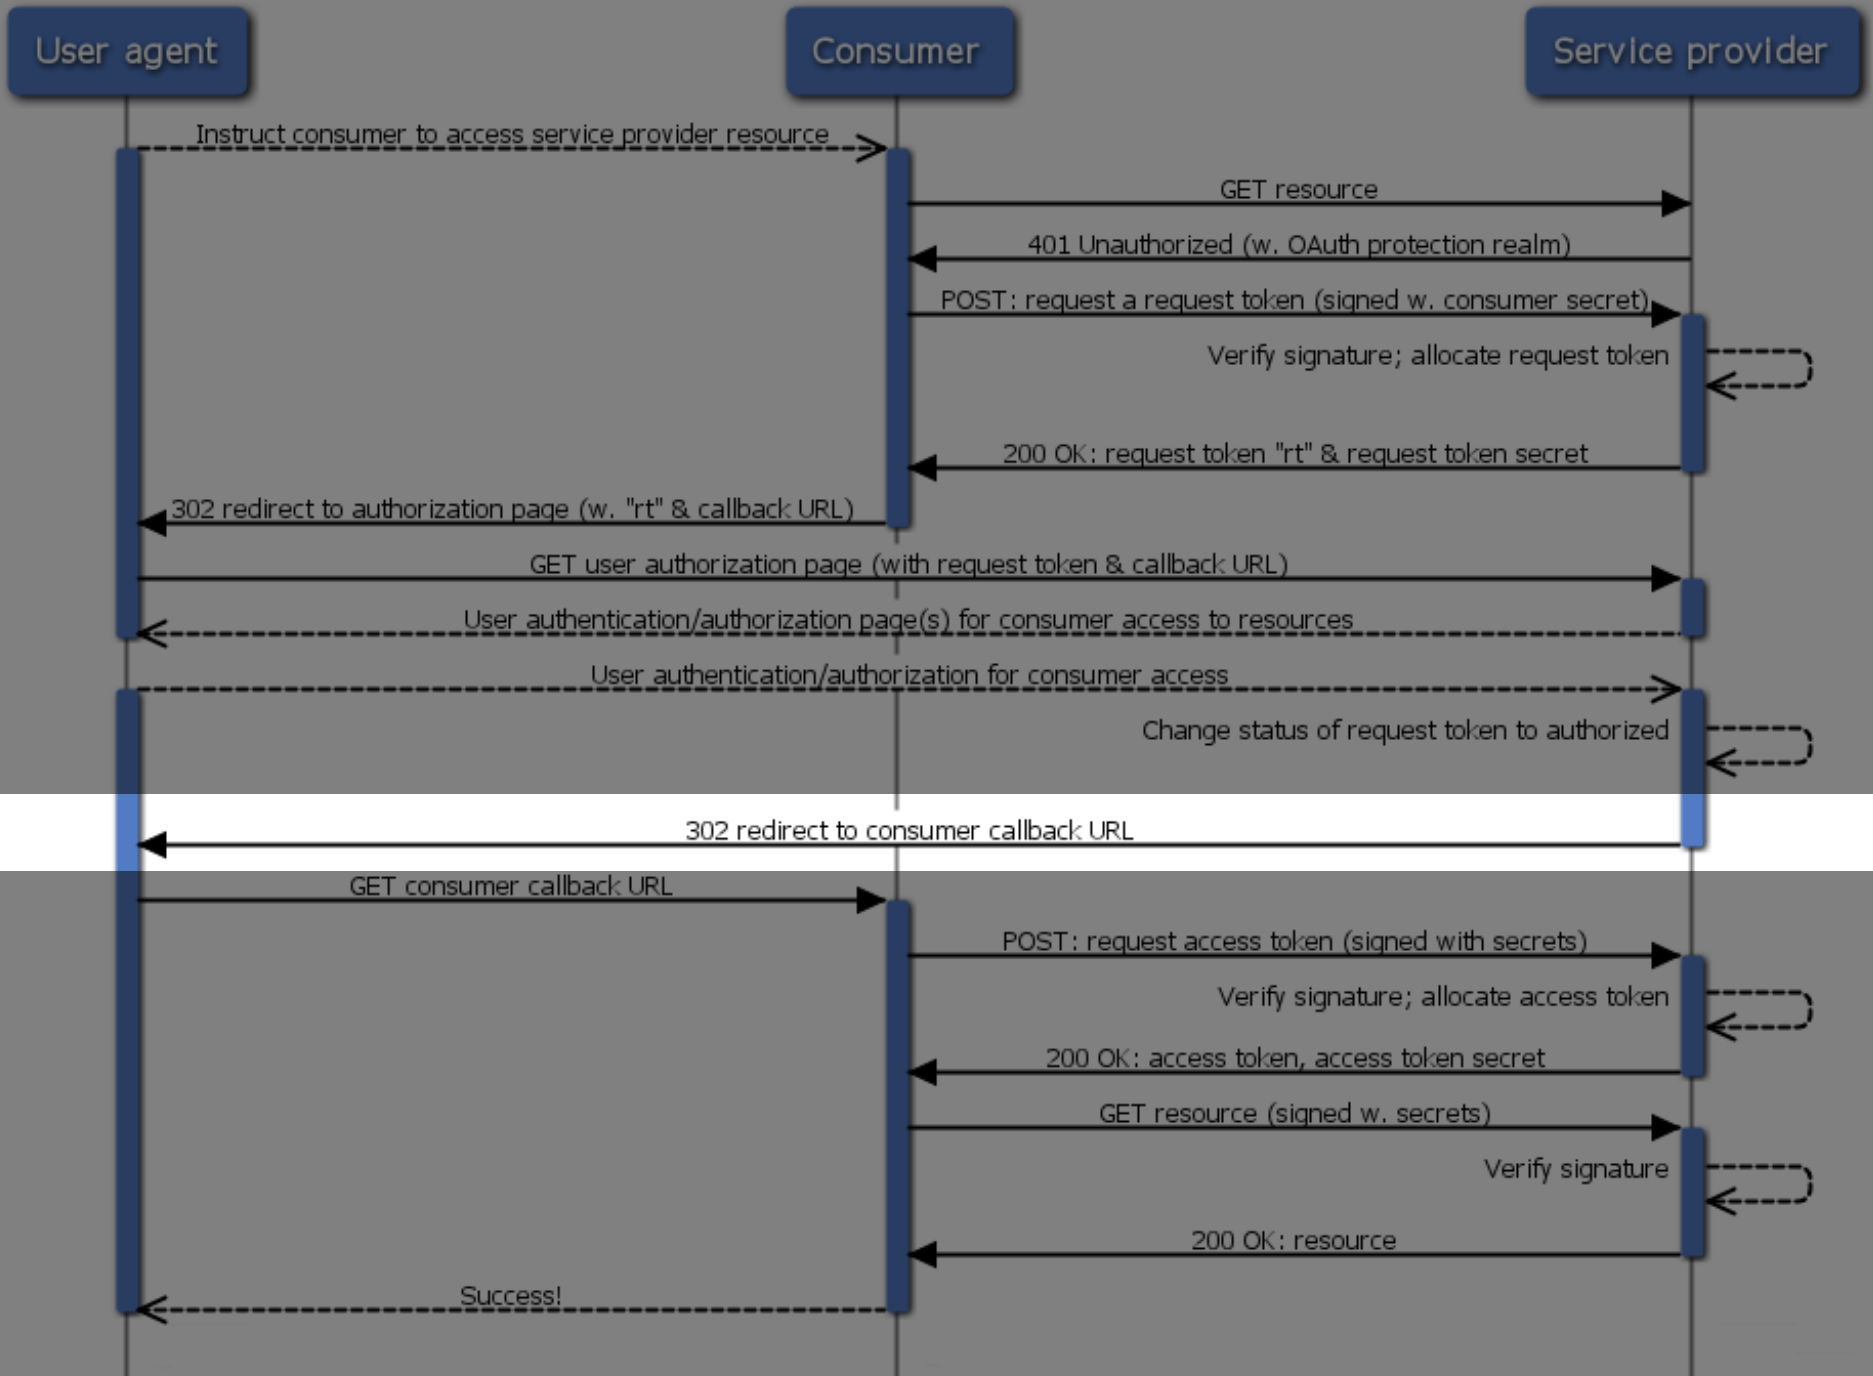 User agent
Consumer
Service provider
Instruct consumer to access service provider resource
GET resource
401 Unauthorized (w. OAuth protection realm)
POST: request a request token (signed w. consumer secret)
Verify signature; allocate request token
200 OK: request token "rt" & request token secret
302 redirect to authorization page (w. "rt" & callback URL)
GET user authorization page (with request token & callback URL)
User authentication/authorization page(s) for consumer access to resources
User authentication/authorization for consumer access
Change status of request token to authorized
302 redirect to consumer callback URL
GET consumer callback URL
POST: request access token (signed with secrets)
Verify signature; allocate access token
200 OK: access token, access token secret
GET resource (signed w. secrets)
Verify signature
200 OK: resource
Success!